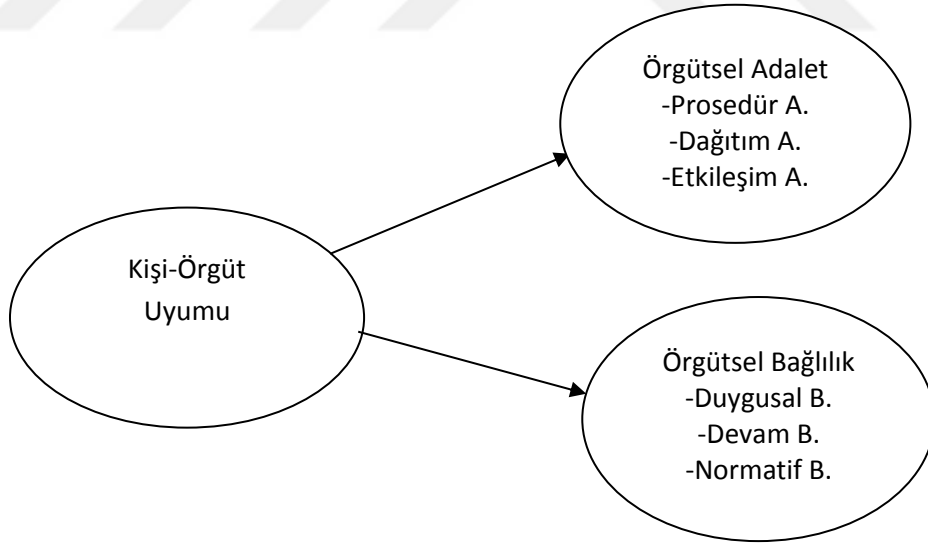 Örgütsel Adalet
-Prosedür A.
-Dağıtım A.
-Etkileşim A.
Kişi-Örgüt
Uyumu
Örgütsel Bağlılık
-Duygusal B.
-Devam B.
-Normatif B.